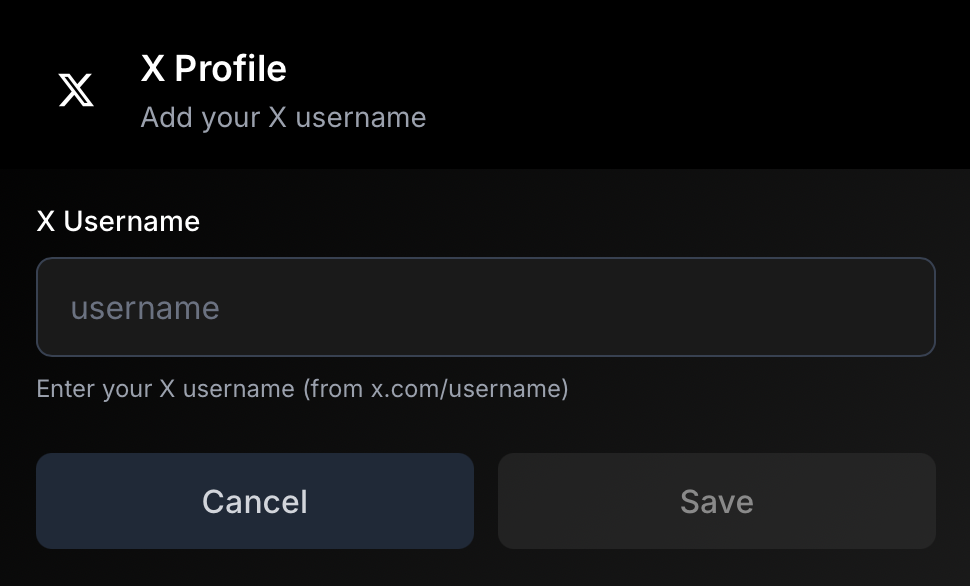 X Profile
Add your X username
X Username
username
Enter your X username (from x.com/username)
Cancel
Save